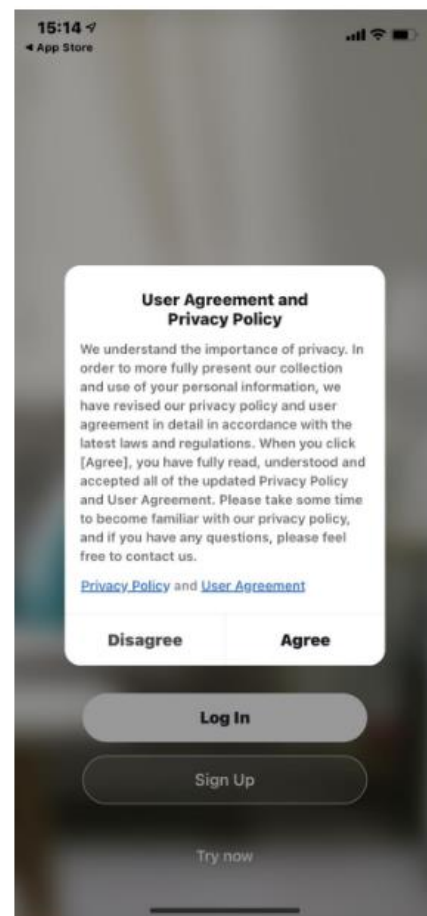 15:14
App Store
User Agreement and
Privacy Policy
We understand the importance of privacy. In
order to more fully present our collection
and use of your personal information, we
have revised our privacy policy and user
agreement in detail in accordance with the
latest laws and regulations. When you click
[Agree], you have fully read, understood and
accepted all of the updated Privacy Policy
and User Agreement. Please take some time
to become familiar with our privacy policy,
and if you have any questions, please feel
free to contact us.
Privacy Policy and User Agreement
Disagree Agree
Log In
Sign Up
Try now